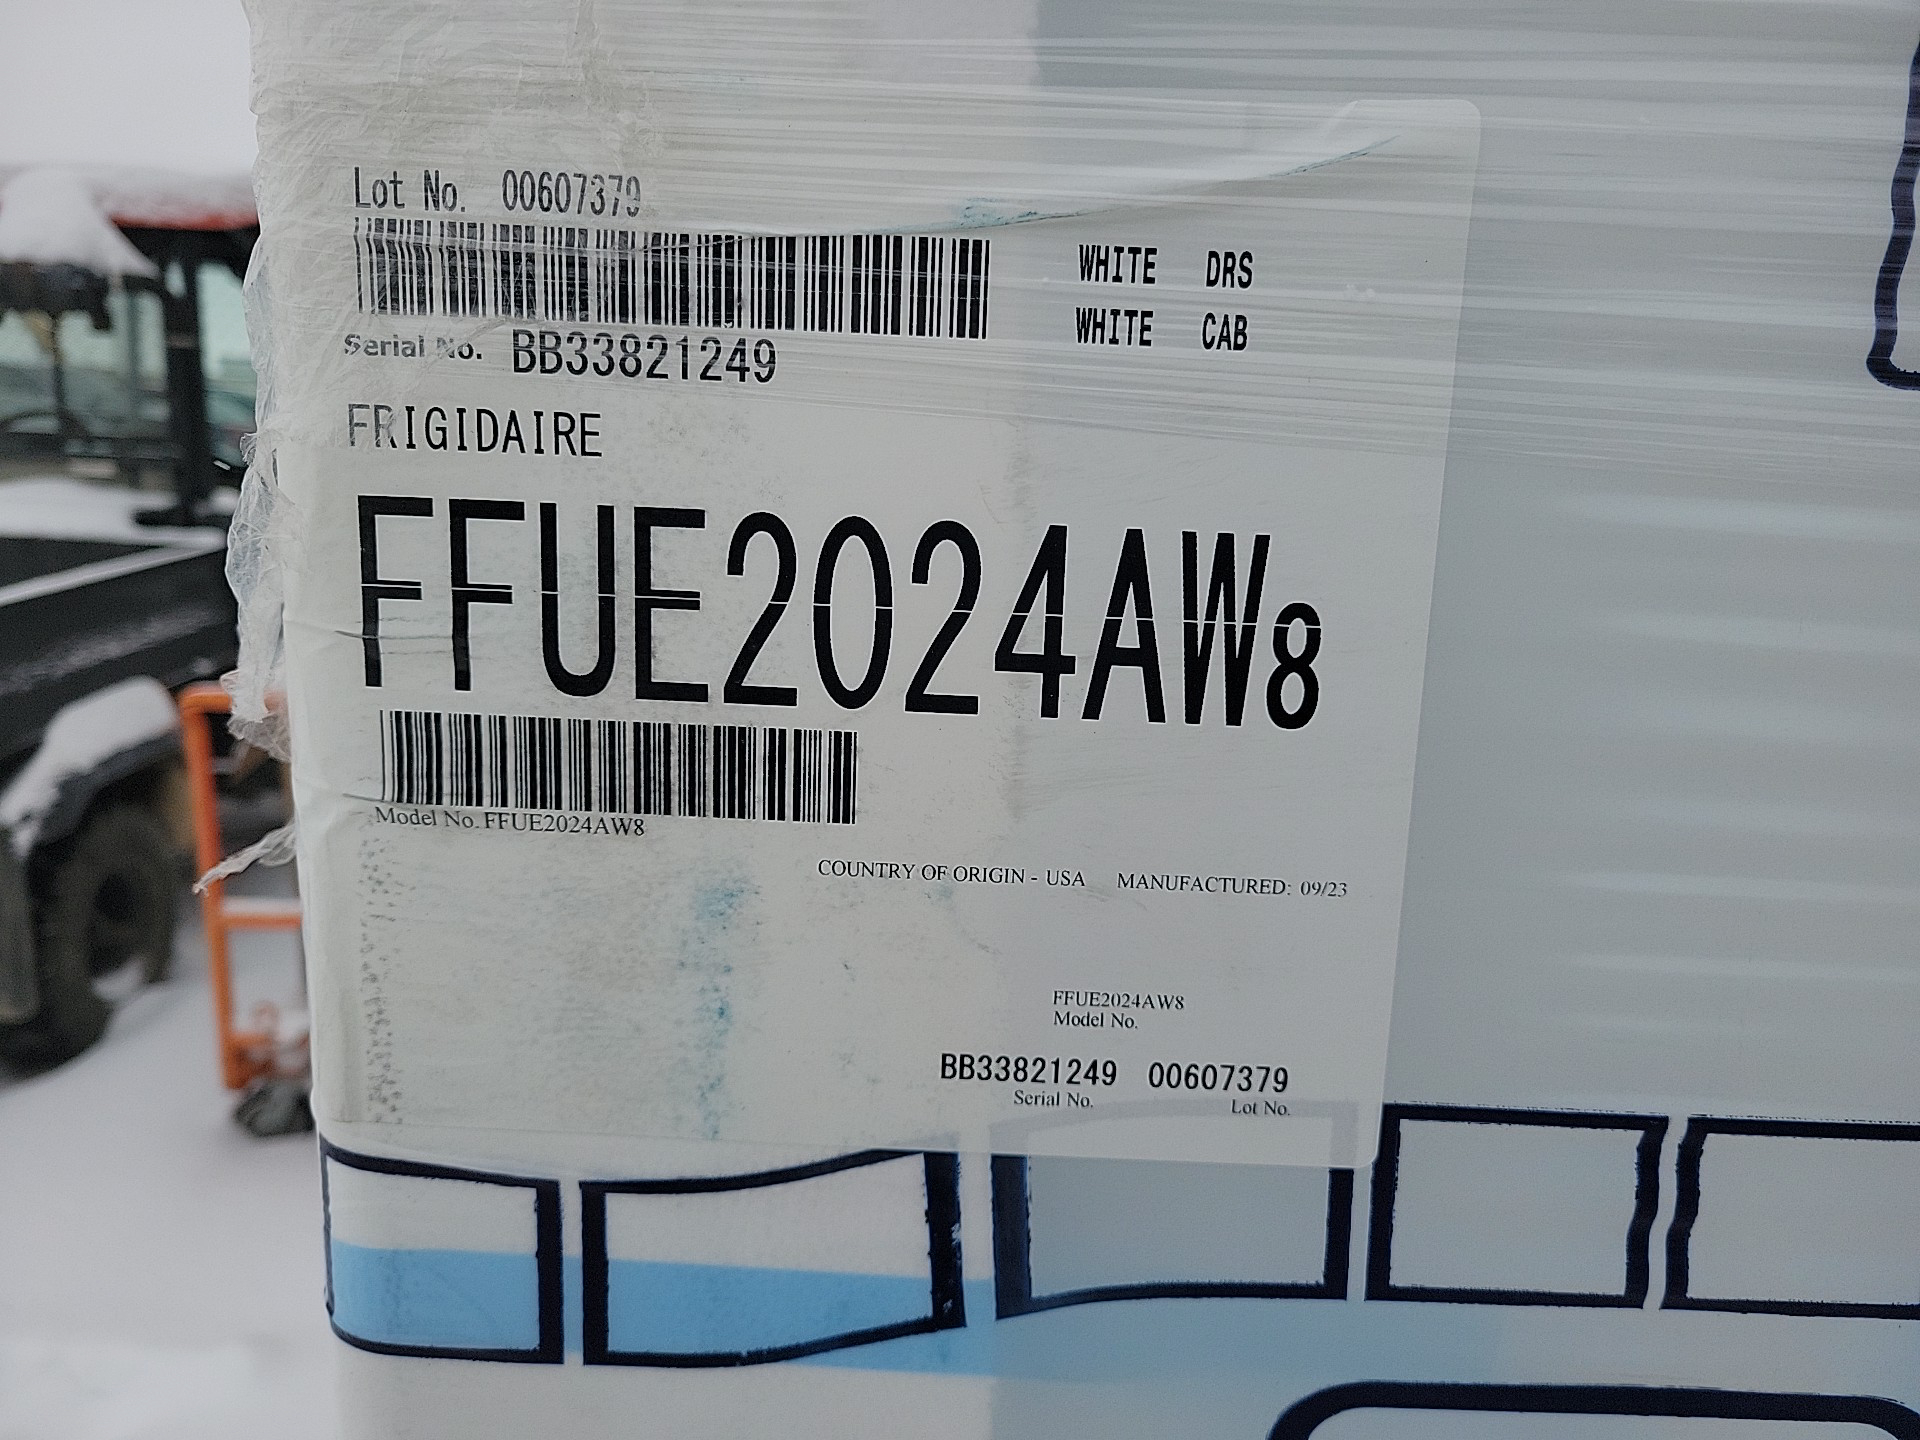 Lot No. 00607379
WHITE DRS
WHITE CAB
Serial No. BB33821249
FRIGIDAIRE
FFUE2024AW8
Model No. FFUE2024AW8
COUNTRY OF ORIGIN - USA MANUFACTURED: 09/23
FFUE2024AW8
Model No.
BB33821249 00607379
Serial No. Lot No.